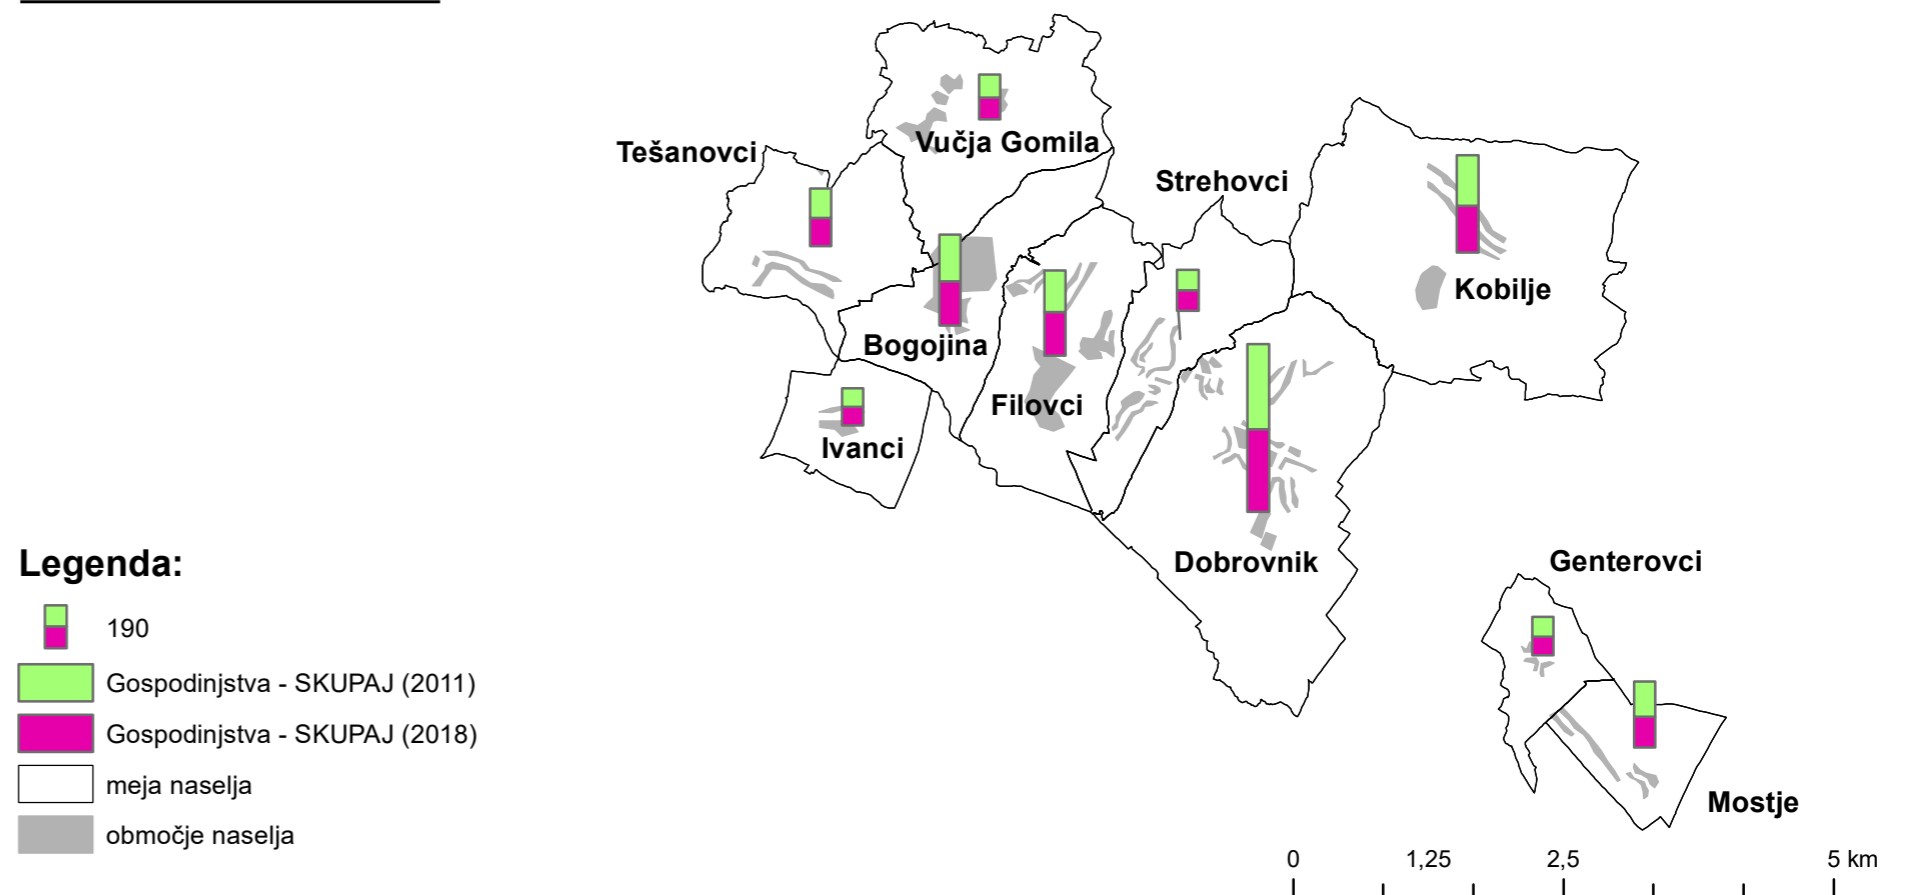 Vučja Gomila
Tešanovci
Strehovci
Kobilje
Bogojina
Filovci
Ivanci
Dobrovnik
Genterovci
Mostje
Legenda:
190
Gospodinjstva - SKUPAJ (2011)
Gospodinjstva - SKUPAJ (2018)
meja naselja
območje naselja
0 1,25 2,5 5 km